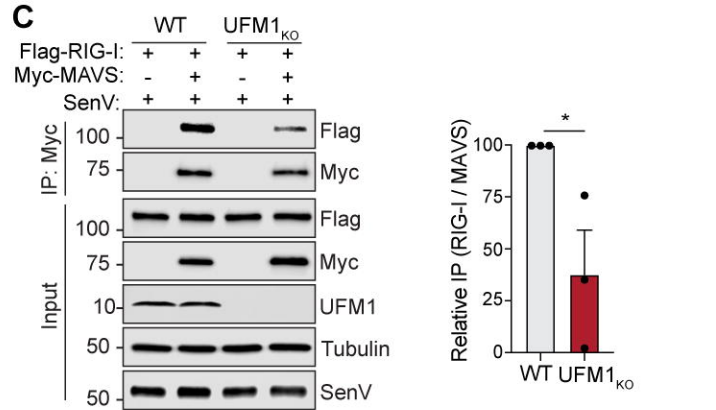 C
WT UFM1KO
Flag-RIG-I: + + + +
Myc-MAVS: - + - +
SenV: + + + +
IP: Myc
100 - Flag
75 - Myc
Input
100 - Flag
75 - Myc
10 - UFM1
50 - Tubulin
50 - SenV
Relative IP (RIG-I / MAVS)
*
100
75
50
25
0
WT UFM1KO